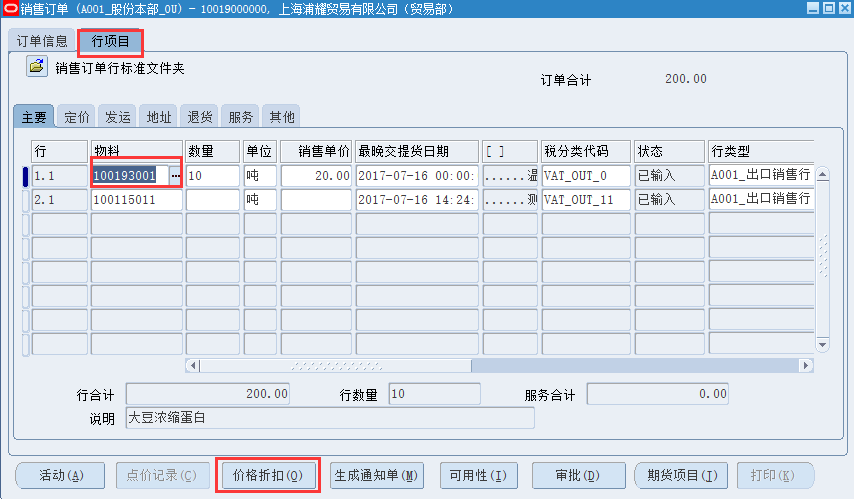 销售订单 (A001_股份本部_OU) - 10019000000, 上海浦耀贸易有限公司（贸易部）
订单信息 行项目
销售订单行标准文件夹 订单合计 200.00
主要 定价 发运 地址 退货 服务 其他
行 物料 数量 单位 销售单价 最晚交提货日期 [ ] 税分类代码 状态 行类型
1.1 100193001 ... 10 吨 20.00 2017-07-16 00:00: ......温 VAT_OUT_0 已输入 A001_出口销售行
2.1 100115011 吨 2017-07-16 14:24: ......测 VAT_OUT_11 已输入 A001_出口销售行
行合计 200.00 行数量 10 服务合计 0.00
说明 大豆浓缩蛋白
活动(A) 点价记录(C) 价格折扣(Q) 生成通知单(M) 可用性(I) 审批(D) 期货项目(J) 打印(K)